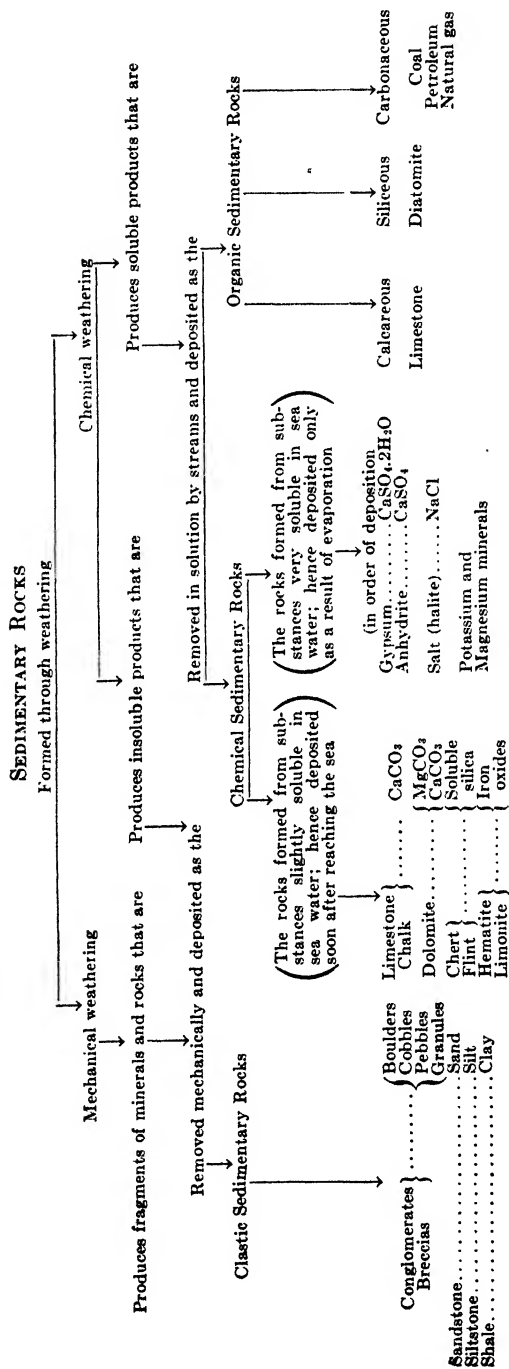 SEDIMENTARY ROCKS
Formed through weathering
Mechanical weathering
Chemical weathering
Produces fragments of minerals and rocks that are
Produces insoluble products that are
Produces soluble products that are
Removed mechanically and deposited as the
Removed in solution by streams and deposited as the
Clastic Sedimentary Rocks
Chemical Sedimentary Rocks
Organic Sedimentary Rocks
(The rocks formed from sub-
stances slightly soluble in
sea water; hence deposited
soon after reaching the sea)
(The rocks formed from sub-
stances very soluble in sea
water; hence deposited only
as a result of evaporation)
Conglomerates
Breccias
Boulders
Cobbles
Pebbles
Granules
Sandstone..............................Sand
Siltstone..............................Silt
Shale..............................Clay
Limestone
Chalk
......CaCO₃
Dolomite......
MgCO₃
CaCO₃
Chert
Flint
......
Soluble
silica
Hematite
Limonite
......
Iron
oxides
(in order of deposition
Gypsum.........CaSO₄.2H₂O
Anhydrite.........CaSO₄
Salt (halite)......NaCl
Potassium and
Magnesium minerals
Calcareous
Limestone
Siliceous
Diatomite
Carbonaceous
Coal
Petroleum
Natural gas